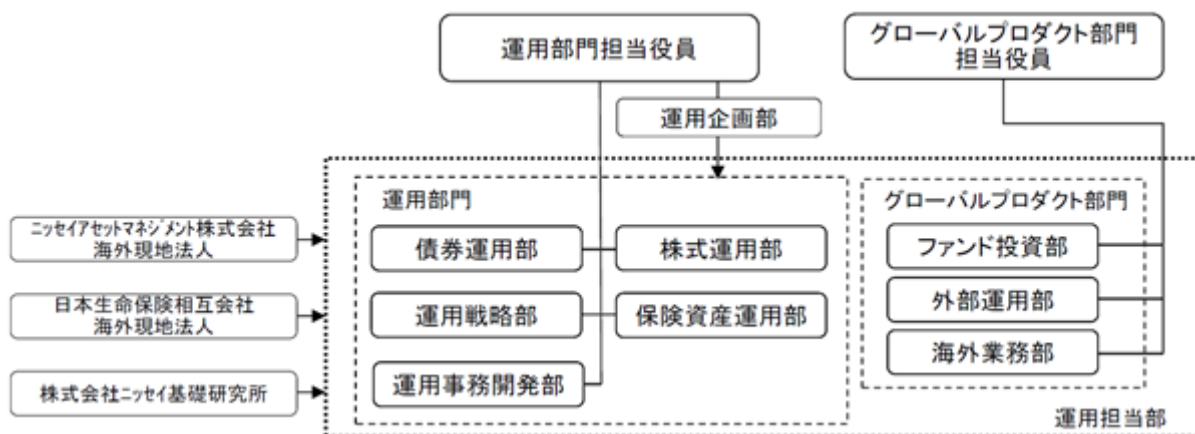 運用部門担当役員
グローバルプロダクト部門
担当役員
運用企画部
運用部門
グローバルプロダクト部門
ニッセイアセットマネジメント株式会社
海外現地法人
債券運用部
株式運用部
ファンド投資部
日本生命保険相互会社
海外現地法人
運用戦略部
保険資産運用部
外部運用部
海外業務部
株式会社ニッセイ基礎研究所
運用事務開発部
運用担当部